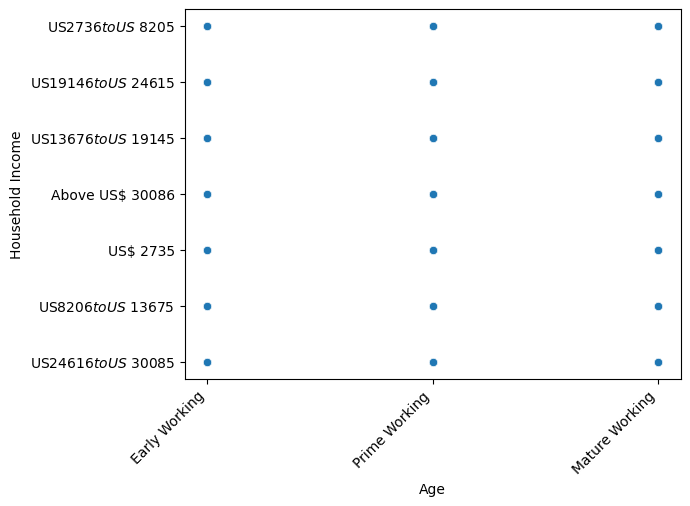 US2736toUS 8205
US19146toUS 24615
US13676toUS 19145
Above US$ 30086
US$ 2735
US8206toUS 13675
US24616toUS 30085
Household Income
Early Working
Prime Working
Mature Working
Age